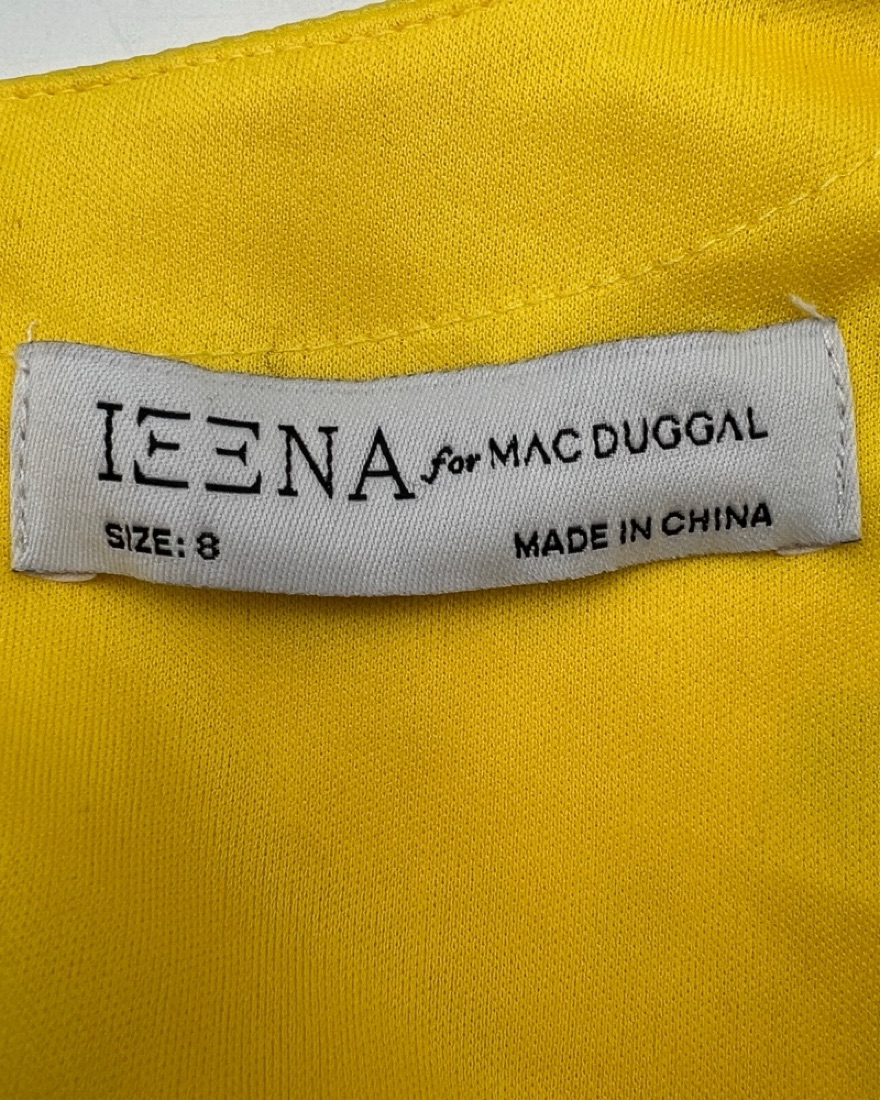 IEENA for MAC DUGGAL
SIZE: 8 MADE IN CHINA